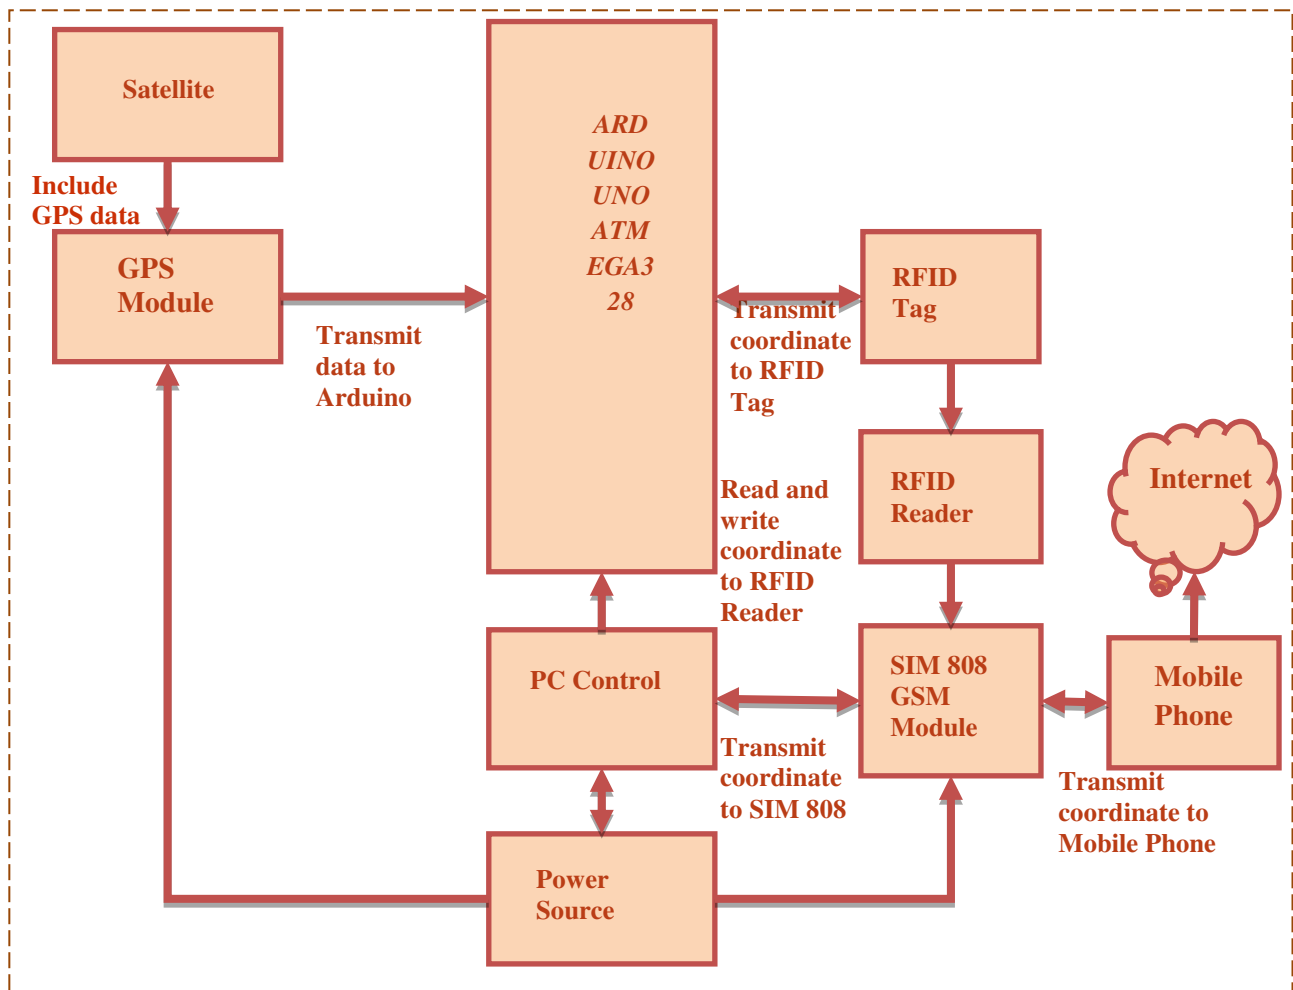 Satellite
Include
GPS data
GPS
Module
Transmit
data to
Arduino
ARD
UINO
UNO
ATM
EGA3
28
Transmit
coordinate
to RFID
Tag
RFID
Tag
Read and
write
coordinate
to RFID
Reader
RFID
Reader
Internet
PC Control
Transmit
coordinate
to SIM 808
SIM 808
GSM
Module
Mobile
Phone
Transmit
coordinate to
Mobile Phone
Power
Source